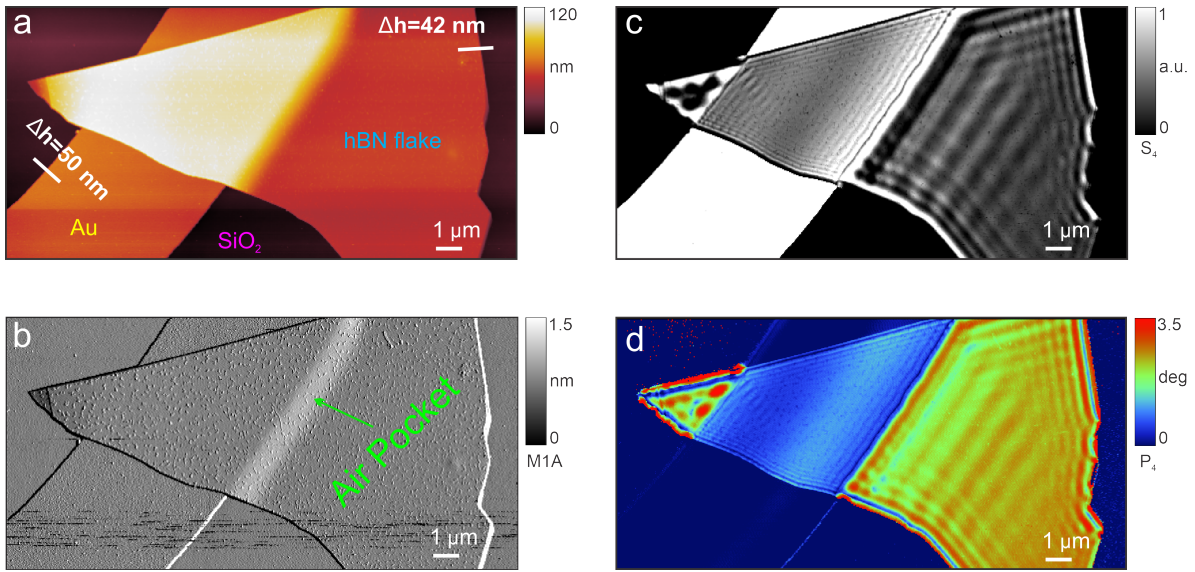 a
Δh=42 nm
Δh=50 nm
hBN flake
Au
SiO₂
1 µm
120
nm
0
c
1 µm
1
a.u.
0
S₄
b
Air Pocket
1 µm
1.5
nm
0
M1A
d
1 µm
3.5
deg
0
P₄